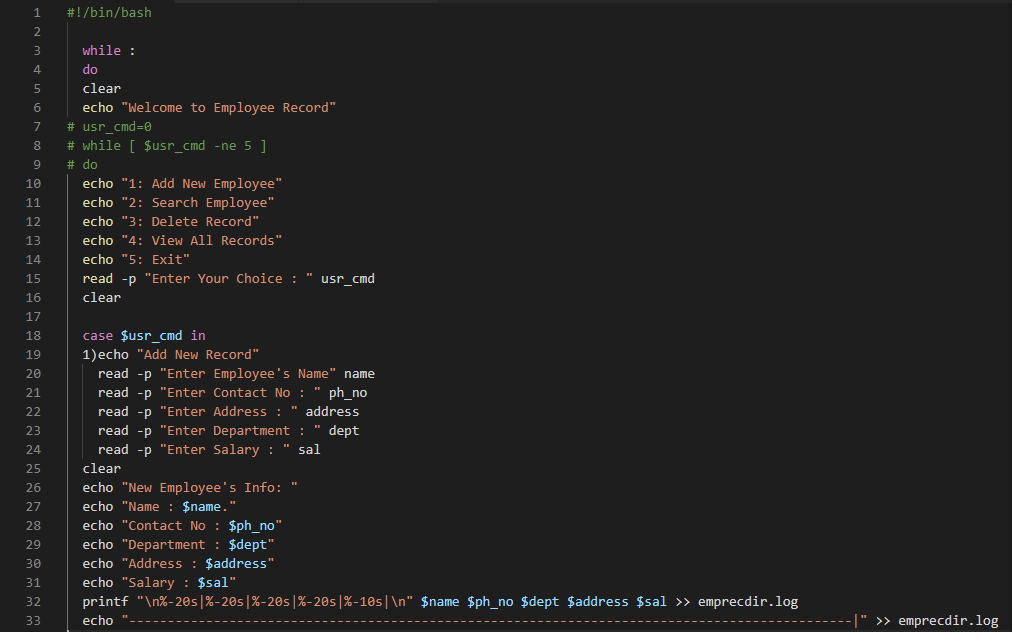 1 #!/bin/bash
2
3 while :
4 do
5 clear
6 echo "Welcome to Employee Record"
7 # usr_cmd=0
8 # while [ $usr_cmd -ne 5 ]
9 # do
10 echo "1: Add New Employee"
11 echo "2: Search Employee"
12 echo "3: Delete Record"
13 echo "4: View All Records"
14 echo "5: Exit"
15 read -p "Enter Your Choice : " usr_cmd
16 clear
17
18 case $usr_cmd in
19 1)echo "Add New Record"
20 read -p "Enter Employee's Name" name
21 read -p "Enter Contact No : " ph_no
22 read -p "Enter Address : " address
23 read -p "Enter Department : " dept
24 read -p "Enter Salary : " sal
25 clear
26 echo "New Employee's Info: "
27 echo "Name : $name."
28 echo "Contact No : $ph_no"
29 echo "Department : $dept"
30 echo "Address : $address"
31 echo "Salary : $sal"
32 printf "\n%-20s|%-20s|%-20s|%-20s|%-10s|\n" $name $ph_no $dept $address $sal >> emprecdir.log
33 echo "----------------------------------------------------------------------------------------------|" >> emprecdir.log